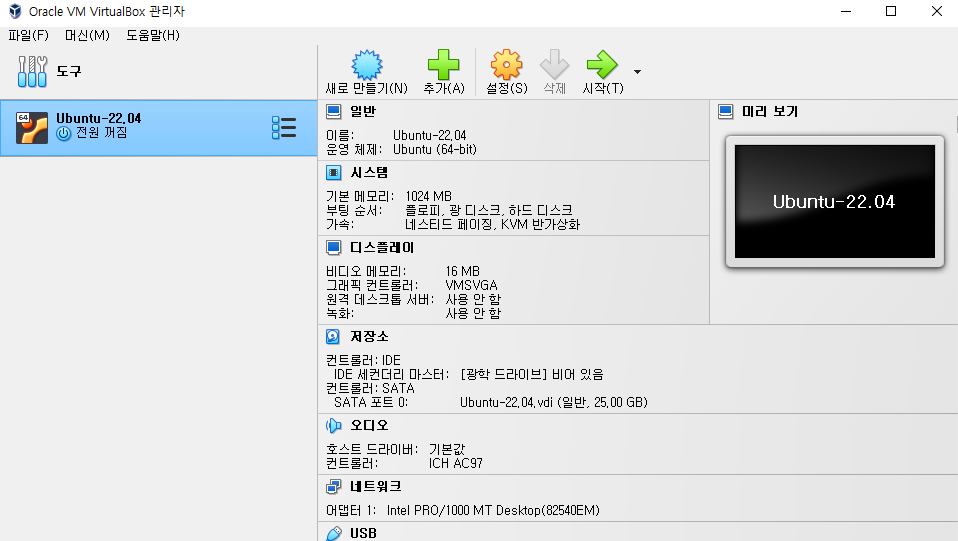 Oracle VM VirtualBox 관리자
파일(F) 머신(M) 도움말(H)
도구
새로 만들기(N) 추가(A) 설정(S) 삭제 시작(T)
64
Ubuntu-22.04
전원 꺼짐
일반
이름: Ubuntu-22.04
운영 체제: Ubuntu (64-bit)
시스템
기본 메모리: 1024 MB
부팅 순서: 플로피, 광 디스크, 하드 디스크
가속: 네스티드 페이징, KVM 반가상화
디스플레이
비디오 메모리: 16 MB
그래픽 컨트롤러: VMSVGA
원격 데스크톱 서버: 사용 안 함
녹화: 사용 안 함
미리 보기
Ubuntu-22.04
저장소
컨트롤러: IDE
IDE 세컨더리 마스터: [광학 드라이브] 비어 있음
컨트롤러: SATA
SATA 포트 0: Ubuntu-22.04.vdi (일반, 25.00 GB)
오디오
호스트 드라이버: 기본값
컨트롤러: ICH AC97
네트워크
어댑터 1: Intel PRO/1000 MT Desktop(82540EM)
USB